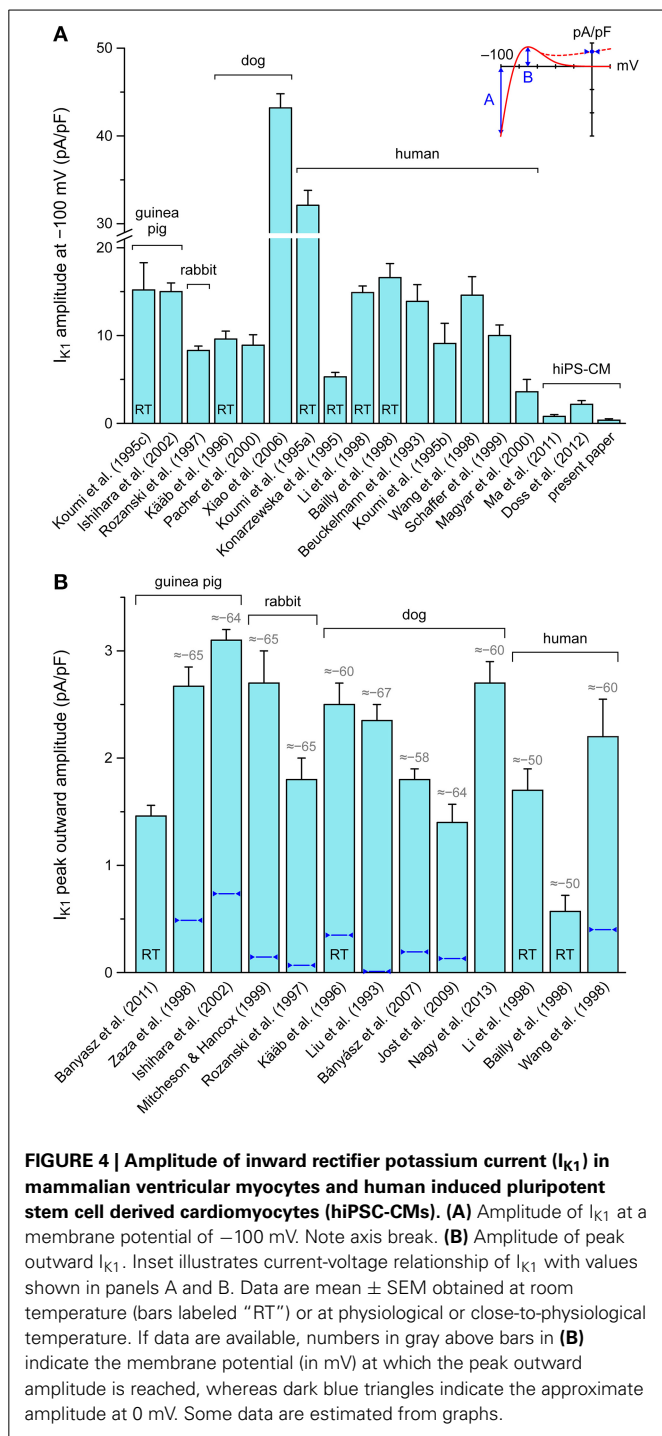 A
I_K1 amplitude at −100 mV (pA/pF)
50
40
30
20
10
0
guinea pig
rabbit
dog
human
hiPS-CM
RT
RT
RT
RT
RT
RT
Koumi et al. (1995c)
Ishihara et al. (2002)
Rozanski et al. (1997)
Kääb et al. (1996)
Pacher et al. (2000)
Xiao et al. (2006)
Koumi et al. (1995a)
Konarzewska et al. (1995)
Li et al. (1998)
Bailly et al. (1998)
Beuckelmann et al. (1993)
Koumi et al. (1995b)
Wang et al. (1998)
Schaffer et al. (1999)
Magyar et al. (2000)
Ma et al. (2011)
Doss et al. (2012)
present paper
pA/pF
−100
mV
A
B
B
I_K1 peak outward amplitude (pA/pF)
3
2
1
0
guinea pig
rabbit
dog
human
≈−65
≈−64
≈−65
≈−65
≈−60
≈−67
≈−58
≈−64
≈−60
≈−50
≈−50
≈−60
RT
RT
RT
RT
Banyasz et al. (2011)
Zaza et al. (1998)
Ishihara et al. (2002)
Mitcheson & Hancox (1999)
Rozanski et al. (1997)
Kääb et al. (1996)
Liu et al. (1993)
Bányász et al. (2007)
Jost et al. (2009)
Nagy et al. (2013)
Li et al. (1998)
Bailly et al. (1998)
Wang et al. (1998)
FIGURE 4 | Amplitude of inward rectifier potassium current (I_K1) in
mammalian ventricular myocytes and human induced pluripotent
stem cell derived cardiomyocytes (hiPSC-CMs). (A) Amplitude of I_K1 at a
membrane potential of −100 mV. Note axis break. (B) Amplitude of peak
outward I_K1. Inset illustrates current-voltage relationship of I_K1 with values
shown in panels A and B. Data are mean ± SEM obtained at room
temperature (bars labeled "RT") or at physiological or close-to-physiological
temperature. If data are available, numbers in gray above bars in (B)
indicate the membrane potential (in mV) at which the peak outward
amplitude is reached, whereas dark blue triangles indicate the approximate
amplitude at 0 mV. Some data are estimated from graphs.